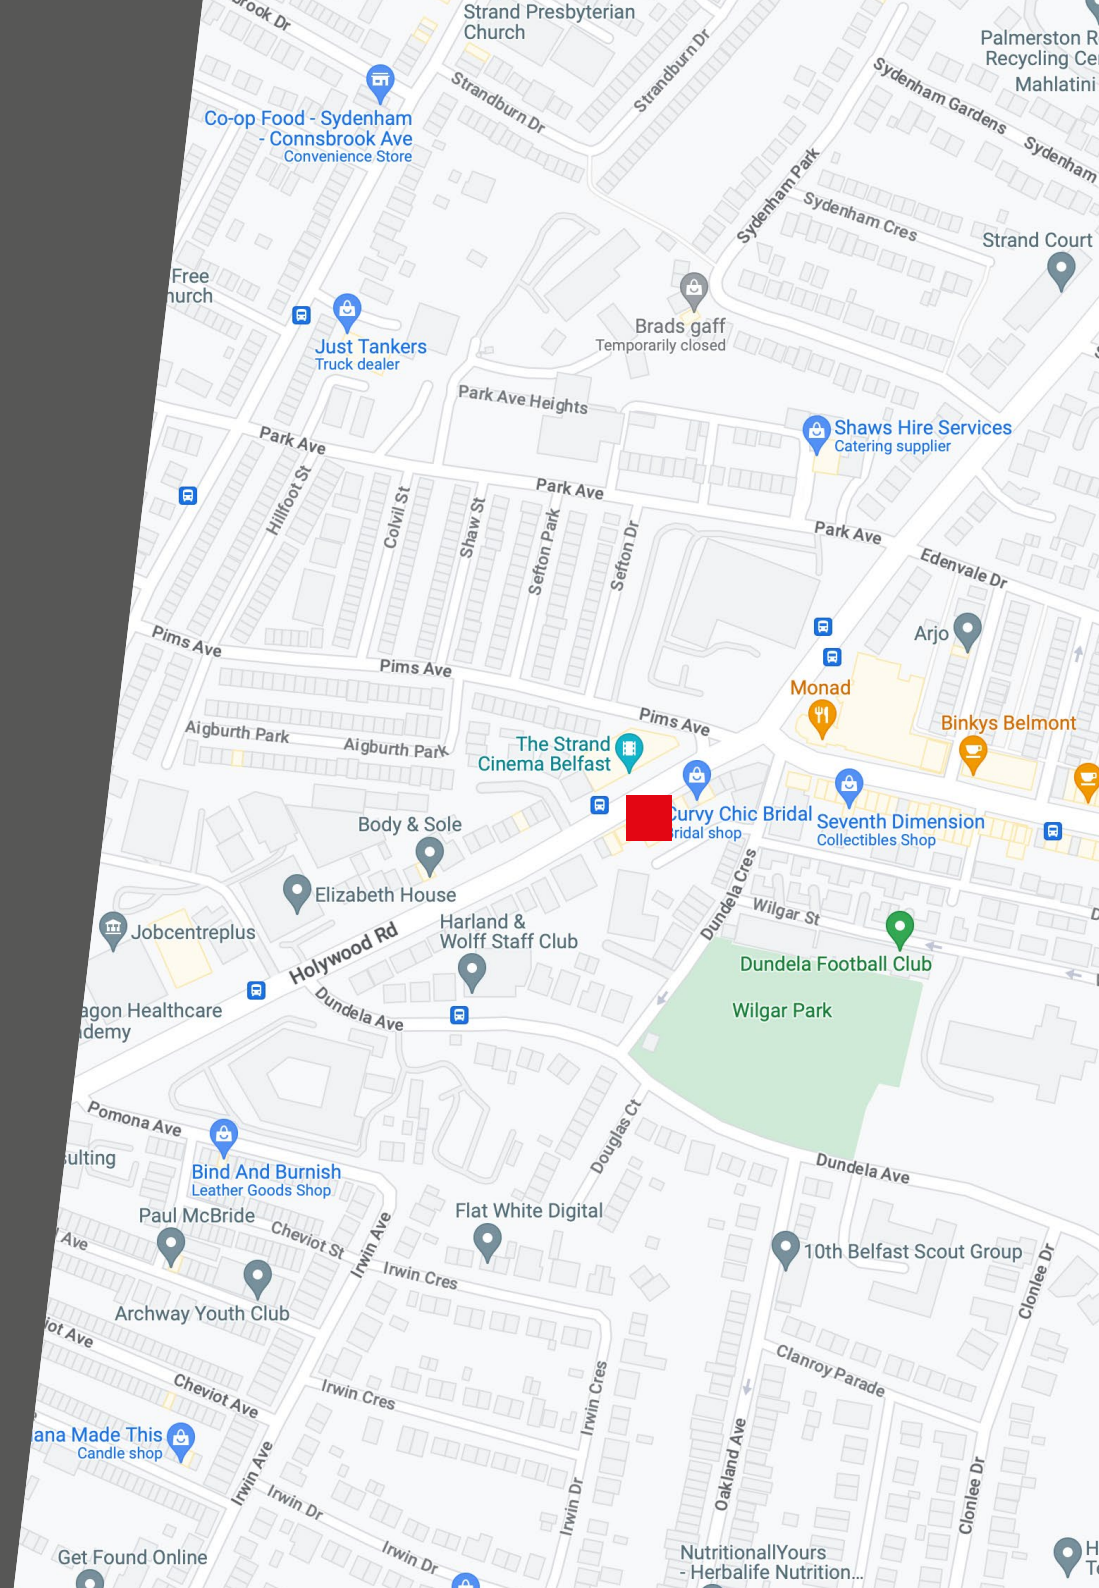 brook Dr
Strand Presbyterian
Church
Strandburn Dr
Strandburn Dr
Palmerston R
Recycling Ce
Mahlatini
Sydenham Gardens
Sydenham
Co-op Food - Sydenham
- Connsbrook Ave
Convenience Store
Sydenham Park
Sydenham Cres
Strand Court
Free
hurch
Just Tankers
Truck dealer
Brads gaff
Temporarily closed
Park Ave Heights
Shaws Hire Services
Catering supplier
Park Ave
Park Ave
Park Ave
Hillfoot St
Colvil St
Shaw St
Sefton Park
Sefton Dr
Edenvale Dr
Arjo
Pims Ave
Pims Ave
Pims Ave
Monad
Binkys Belmont
Aigburth Park
Aigburth Park
The Strand
Cinema Belfast
Curvy Chic Bridal
Bridal shop
Seventh Dimension
Collectibles Shop
Body & Sole
Elizabeth House
Dundela Cres
Wilgar St
Jobcentreplus
Holywood Rd
Harland &
Wolff Staff Club
Dundela Football Club
Wilgar Park
agon Healthcare
demy
Dundela Ave
Pomona Ave
Douglas Ct
Dundela Ave
sulting
Bind And Burnish
Leather Goods Shop
Paul McBride
Cheviot St
Irwin Ave
Flat White Digital
Irwin Cres
10th Belfast Scout Group
Clonlee Dr
Ave
Archway Youth Club
iot Ave
Cheviot Ave
Irwin Cres
Irwin Cres
Clanroy Parade
ana Made This
Candle shop
Irwin Ave
Irwin Dr
Irwin Dr
Irwin Dr
Oakland Ave
Clonlee Dr
Get Found Online
NutritionallYours
- Herbalife Nutrition...
H
To